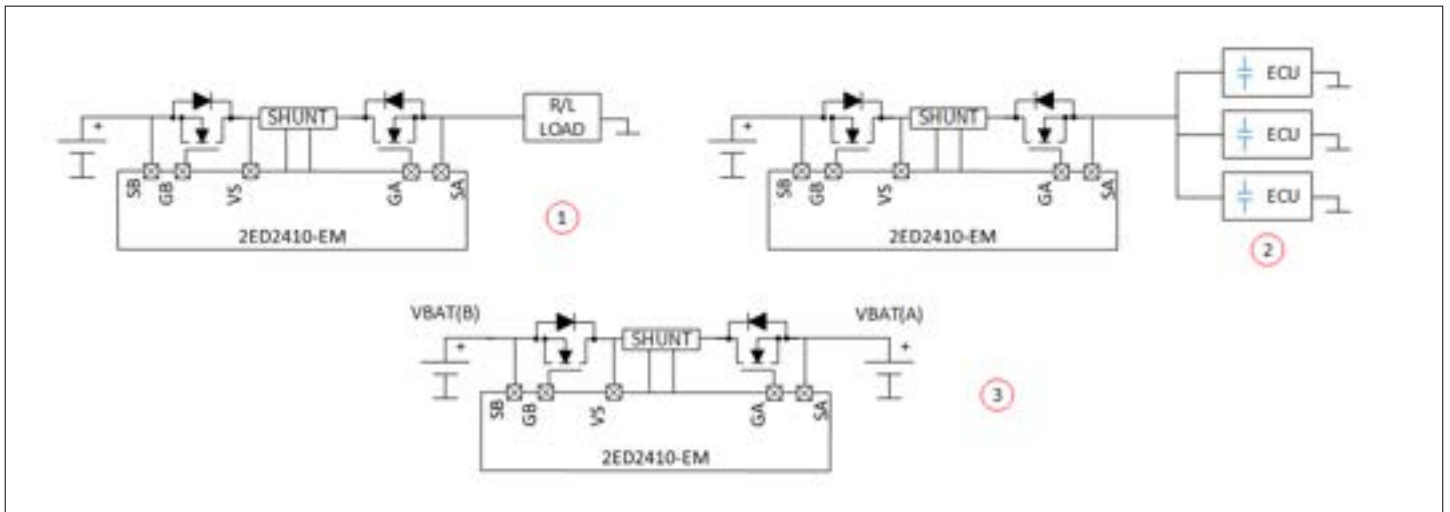 SHUNT
R/L
LOAD
SB
GB
VS
GA
SA
2ED2410-EM
1
SHUNT
ECU
ECU
ECU
SB
GB
VS
GA
SA
2ED2410-EM
2
VBAT(B)
VBAT(A)
SHUNT
SB
GB
VS
GA
SA
2ED2410-EM
3
+
+
+
+